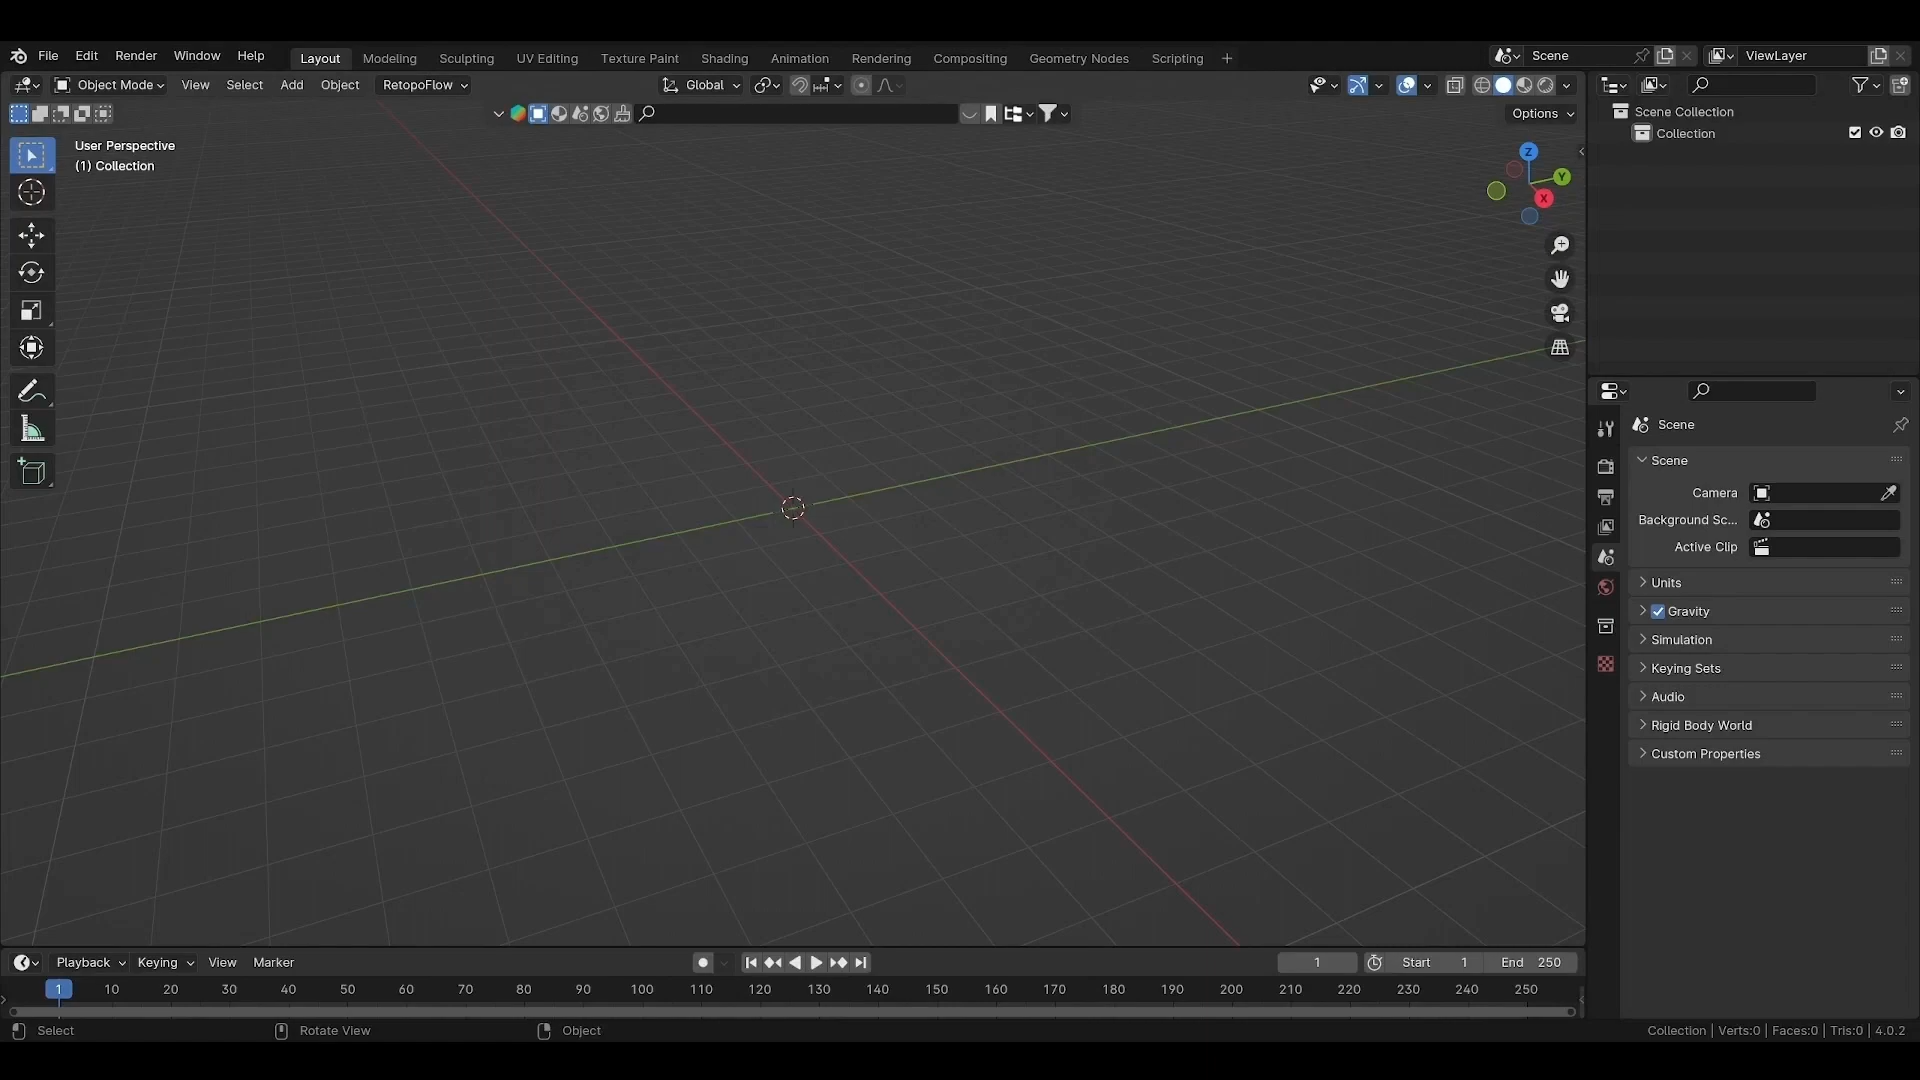 File Edit Render Window Help Layout Modeling Sculpting UV Editing Texture Paint Shading Animation Rendering Compositing Geometry Nodes Scripting + Scene ViewLayer
Object Mode View Select Add Object RetopoFlow Global
Options
User Perspective
(1) Collection
Z
Y
X
Scene Collection
Collection
Scene
Scene
Camera
Background Sc...
Active Clip
Units
Gravity
Simulation
Keying Sets
Audio
Rigid Body World
Custom Properties
Playback Keying View Marker 1 Start 1 End 250
1 10 20 30 40 50 60 70 80 90 100 110 120 130 140 150 160 170 180 190 200 210 220 230 240 250
Select Rotate View Object Collection | Verts:0 | Faces:0 | Tris:0 | 4.0.2